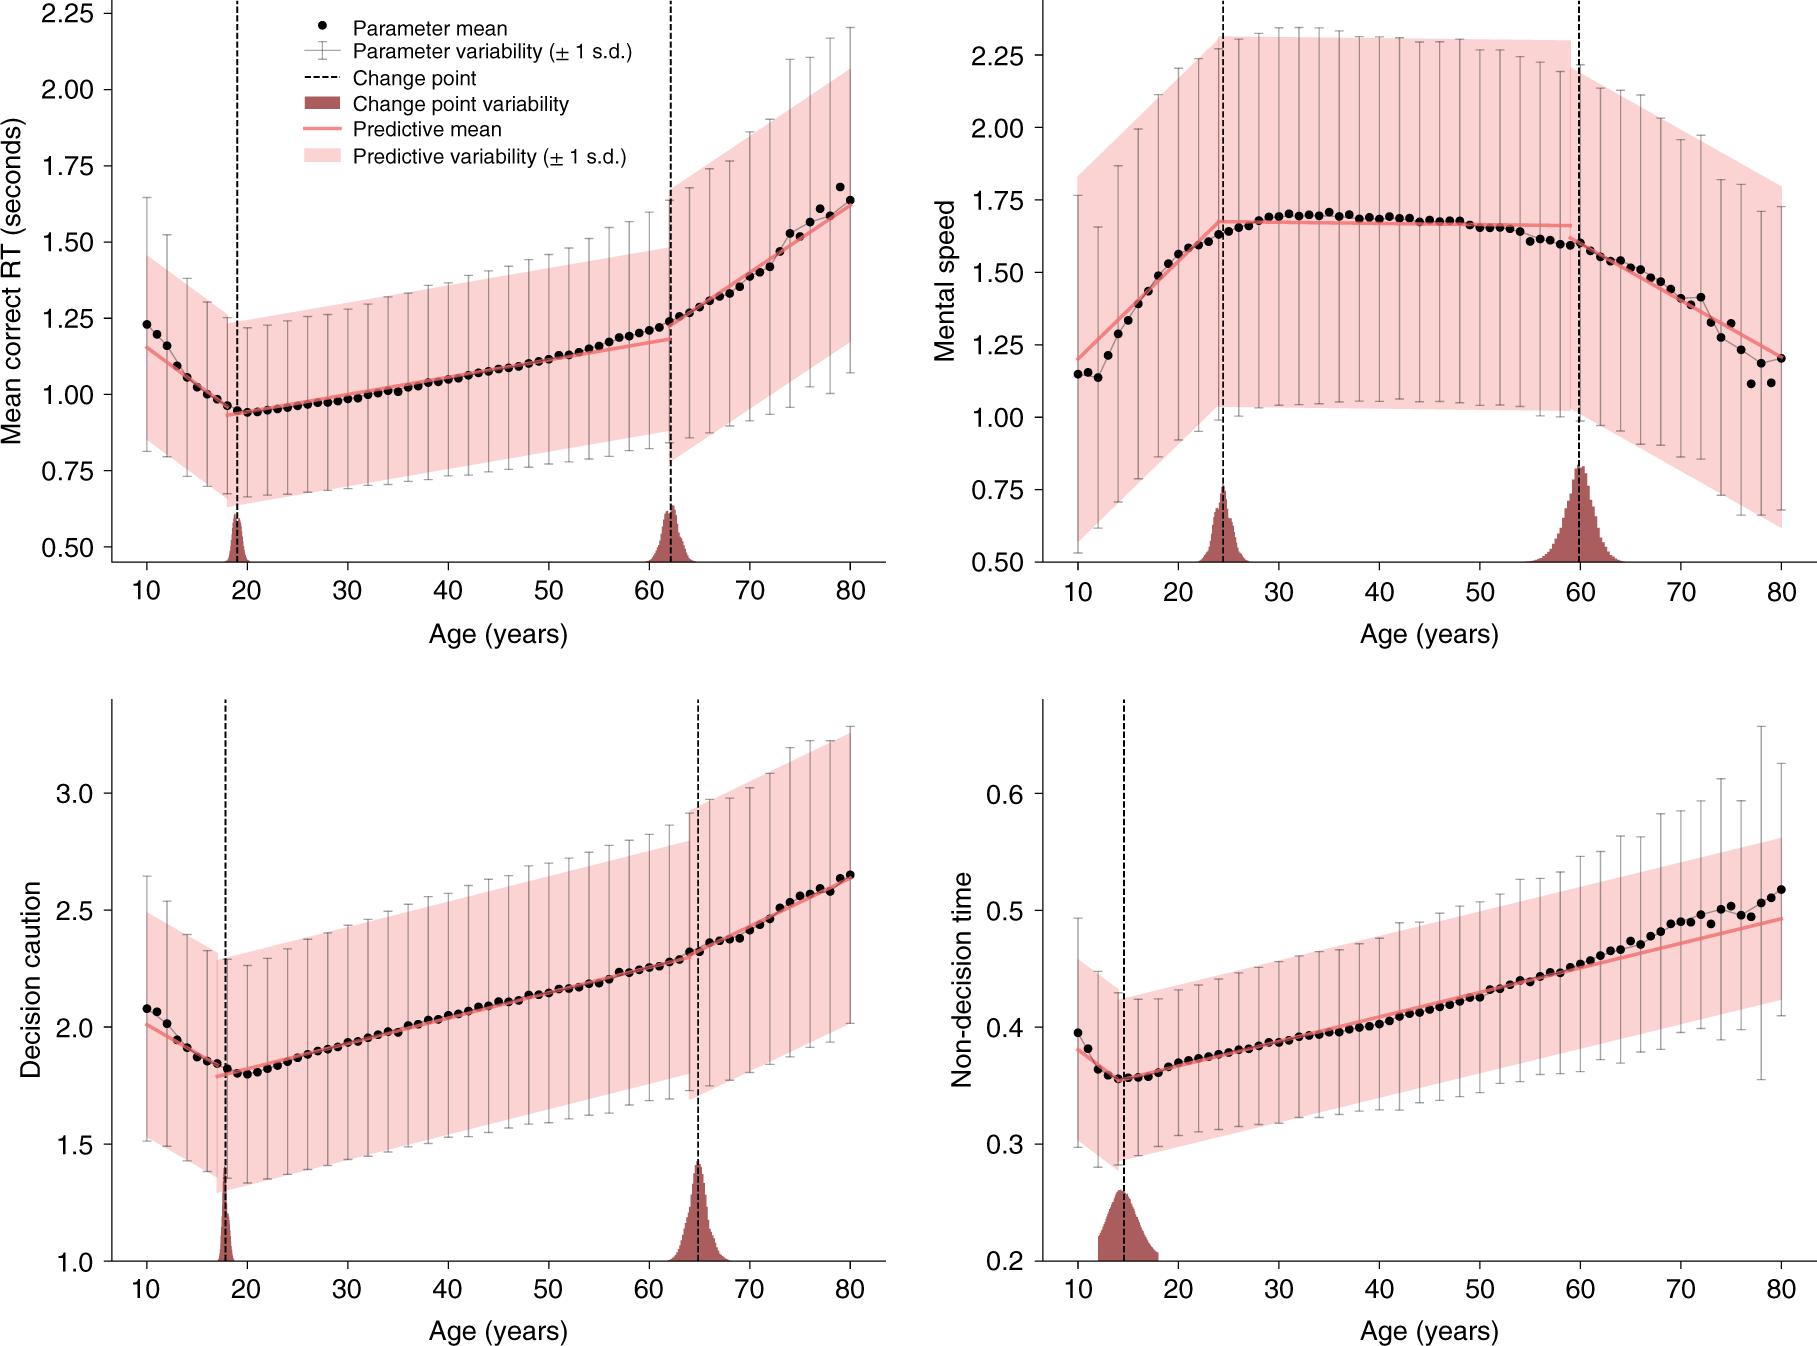 2.25
2.00
1.75
1.50
1.25
1.00
0.75
0.50
Mean correct RT (seconds)
Parameter mean
Parameter variability (± 1 s.d.)
Change point
Change point variability
Predictive mean
Predictive variability (± 1 s.d.)
10 20 30 40 50 60 70 80
Age (years)
2.25
2.00
1.75
1.50
1.25
1.00
0.75
0.50
Mental speed
10 20 30 40 50 60 70 80
Age (years)
3.0
2.5
2.0
1.5
1.0
Decision caution
10 20 30 40 50 60 70 80
Age (years)
0.6
0.5
0.4
0.3
0.2
Non-decision time
10 20 30 40 50 60 70 80
Age (years)